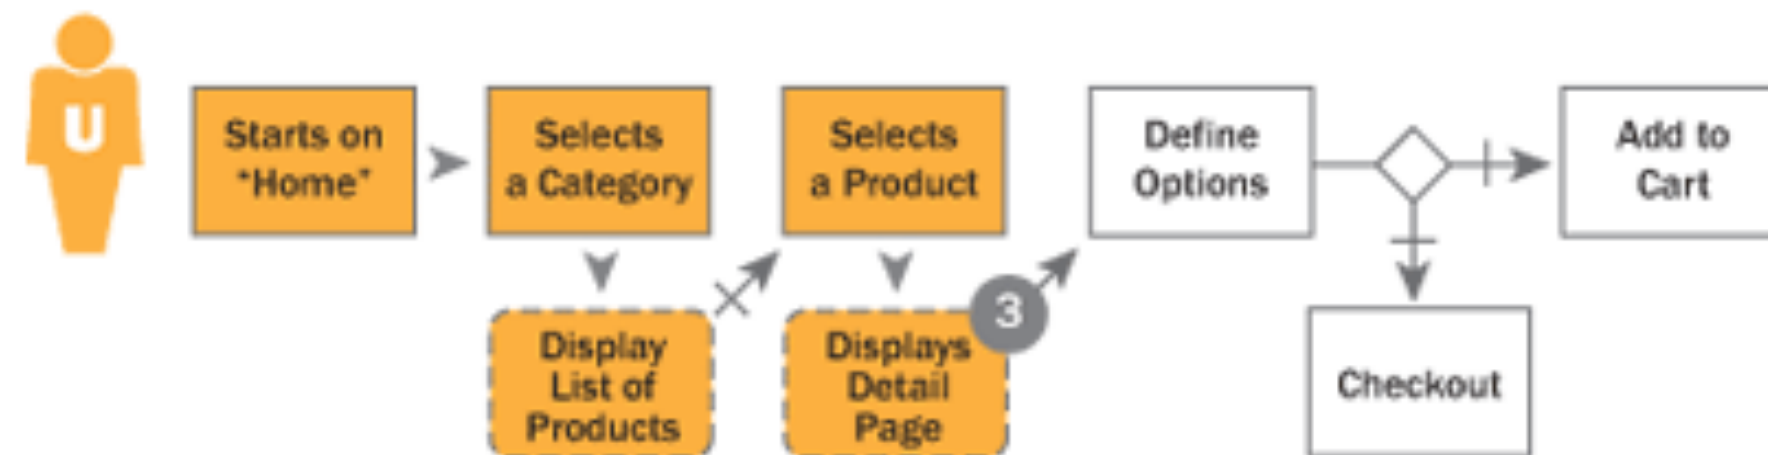 U
Starts on
"Home"
Selects
a Category
Selects
a Product
Define
Options
Add to
Cart
Display
List of
Products
Displays
Detail
Page
3
Checkout